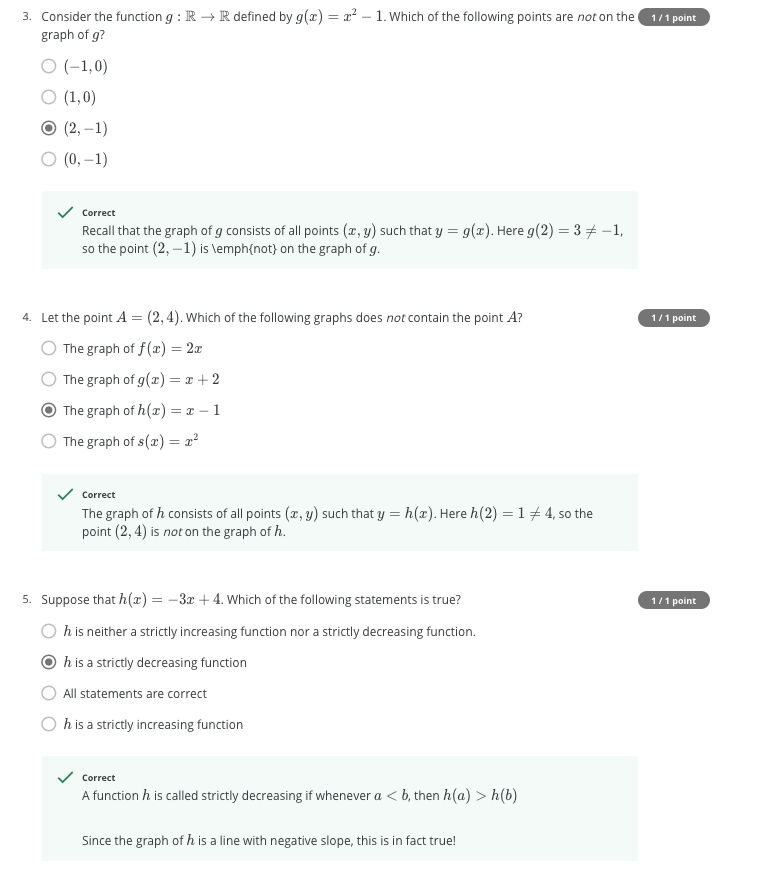 3. Consider the function g : ℝ → ℝ defined by g(x) = x² − 1. Which of the following points are not on the 1 / 1 point
graph of g?
(−1, 0)
(1, 0)
(2, −1)
(0, −1)
Correct
Recall that the graph of g consists of all points (x, y) such that y = g(x). Here g(2) = 3 ≠ −1,
so the point (2, −1) is \emph{not} on the graph of g.
4. Let the point A = (2, 4). Which of the following graphs does not contain the point A? 1 / 1 point
The graph of f(x) = 2x
The graph of g(x) = x + 2
The graph of h(x) = x − 1
The graph of s(x) = x²
Correct
The graph of h consists of all points (x, y) such that y = h(x). Here h(2) = 1 ≠ 4, so the
point (2, 4) is not on the graph of h.
5. Suppose that h(x) = −3x + 4. Which of the following statements is true? 1 / 1 point
h is neither a strictly increasing function nor a strictly decreasing function.
h is a strictly decreasing function
All statements are correct
h is a strictly increasing function
Correct
A function h is called strictly decreasing if whenever a < b, then h(a) > h(b)
Since the graph of h is a line with negative slope, this is in fact true!